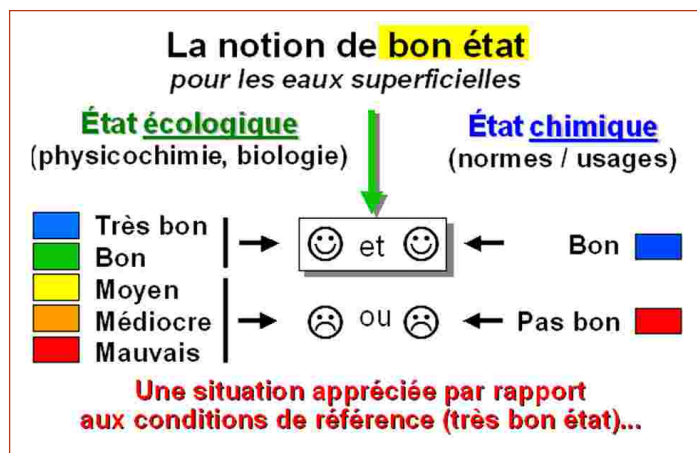 La notion de bon état
pour les eaux superficielles
État écologique
(physicochimie, biologie)
État chimique
(normes / usages)
Très bon
Bon
Moyen
Médiocre
Mauvais
et
ou
Bon
Pas bon
Une situation appréciée par rapport
aux conditions de référence (très bon état)...